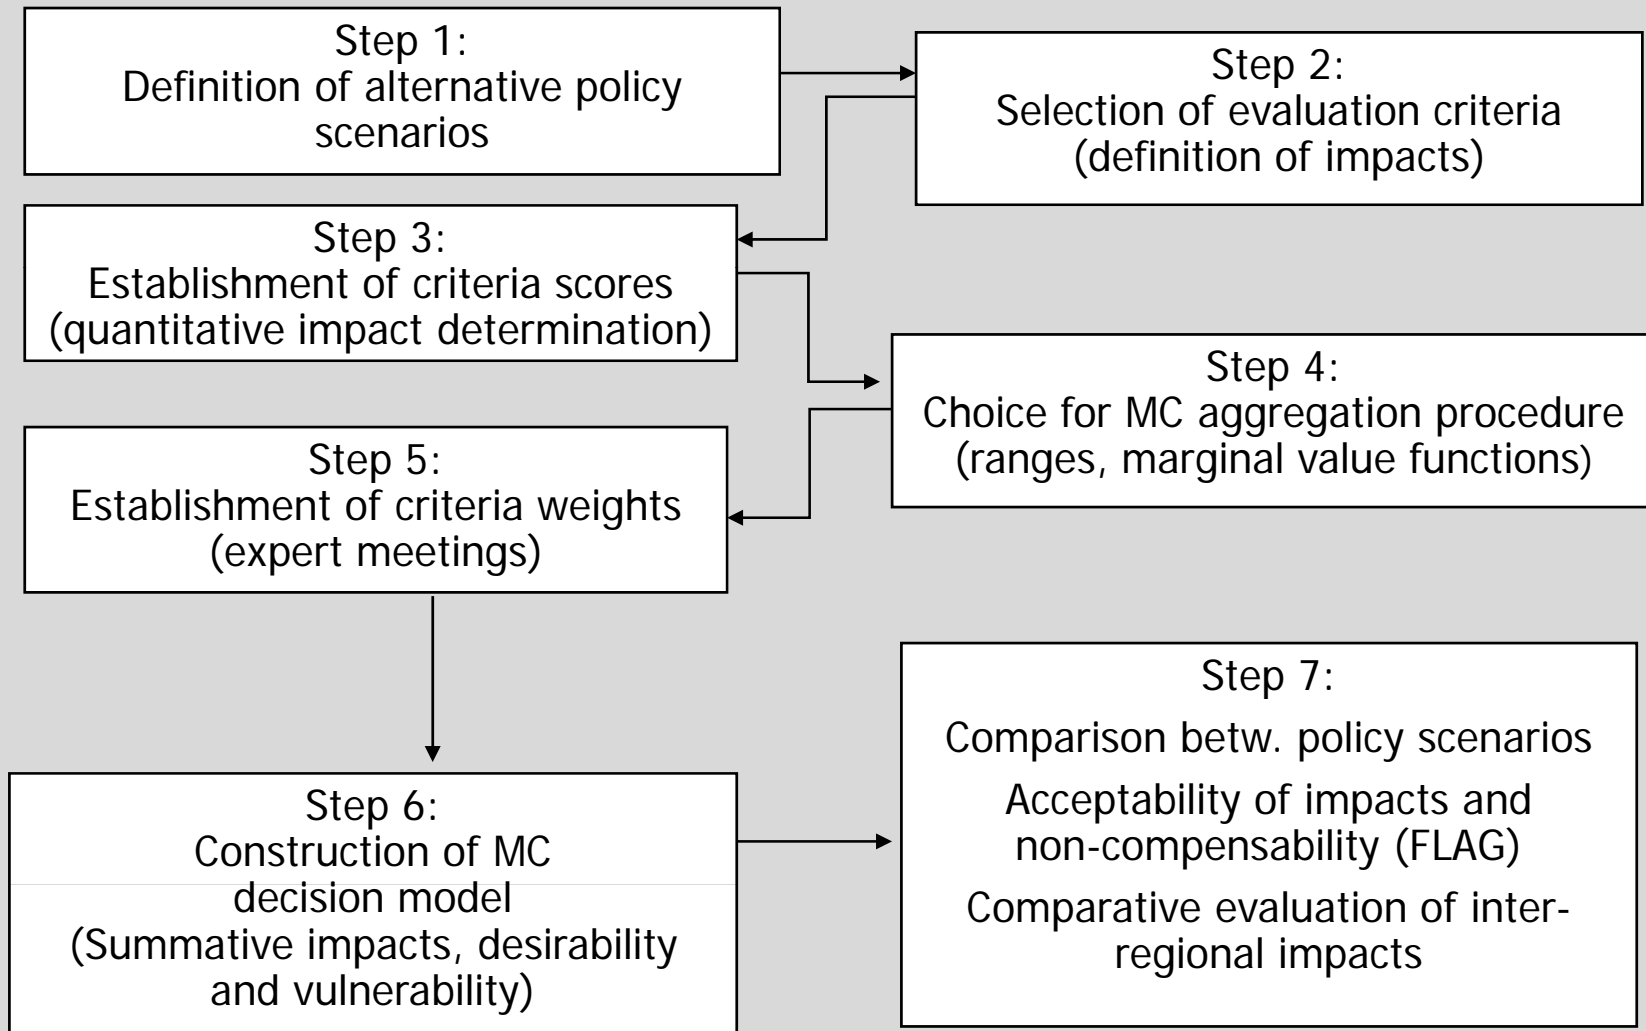 Step 1:
Definition of alternative policy
scenarios
Step 2:
Selection of evaluation criteria
(definition of impacts)
Step 3:
Establishment of criteria scores
(quantitative impact determination)
Step 4:
Choice for MC aggregation procedure
(ranges, marginal value functions)
Step 5:
Establishment of criteria weights
(expert meetings)
Step 6:
Construction of MC
decision model
(Summative impacts, desirability
and vulnerability)
Step 7:
Comparison betw. policy scenarios
Acceptability of impacts and
non-compensability (FLAG)
Comparative evaluation of inter-
regional impacts